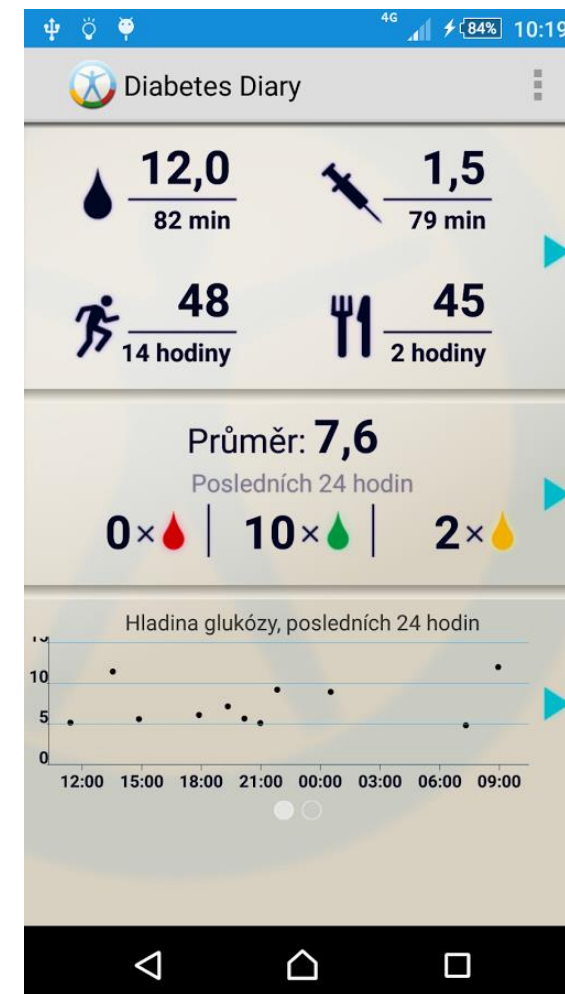 4G 84% 10:19
Diabetes Diary
12,0 1,5
82 min 79 min
48 45
14 hodiny 2 hodiny
Průměr: 7,6
Posledních 24 hodin
0× 10× 2×
Hladina glukózy, posledních 24 hodin
15
10
5
0
12:00 15:00 18:00 21:00 00:00 03:00 06:00 09:00